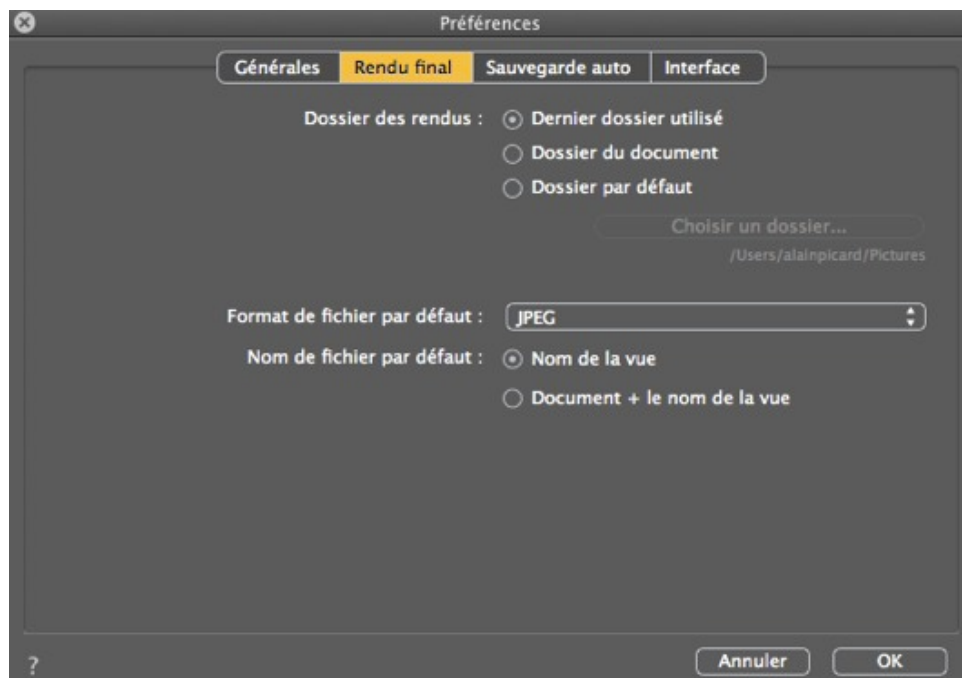 Préférences
Générales Rendu final Sauvegarde auto Interface
Dossier des rendus : Dernier dossier utilisé
Dossier du document
Dossier par défaut
Choisir un dossier...
/Users/alainpicard/Pictures
Format de fichier par défaut : JPEG
Nom de fichier par défaut : Nom de la vue
Document + le nom de la vue
? Annuler OK